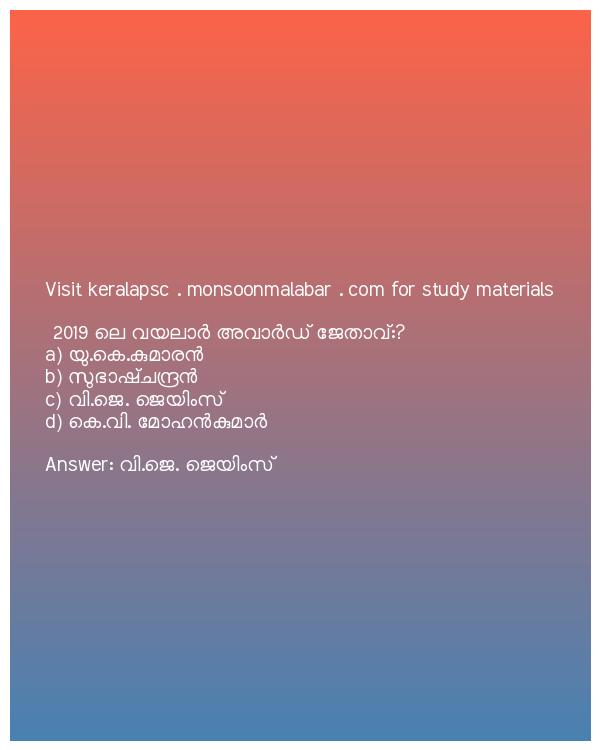 Visit keralapsc . monsoonmalabar . com for study materials
2019 ലെ വയലാർ അവാർഡ് ജേതാവ്:?
a) യു.കെ.കുമാരൻ
b) സുഭാഷ്ചന്ദ്രൻ
c) വി.ജെ. ജെയിംസ്
d) കെ.വി. മോഹൻകുമാർ
Answer: വി.ജെ. ജെയിംസ്